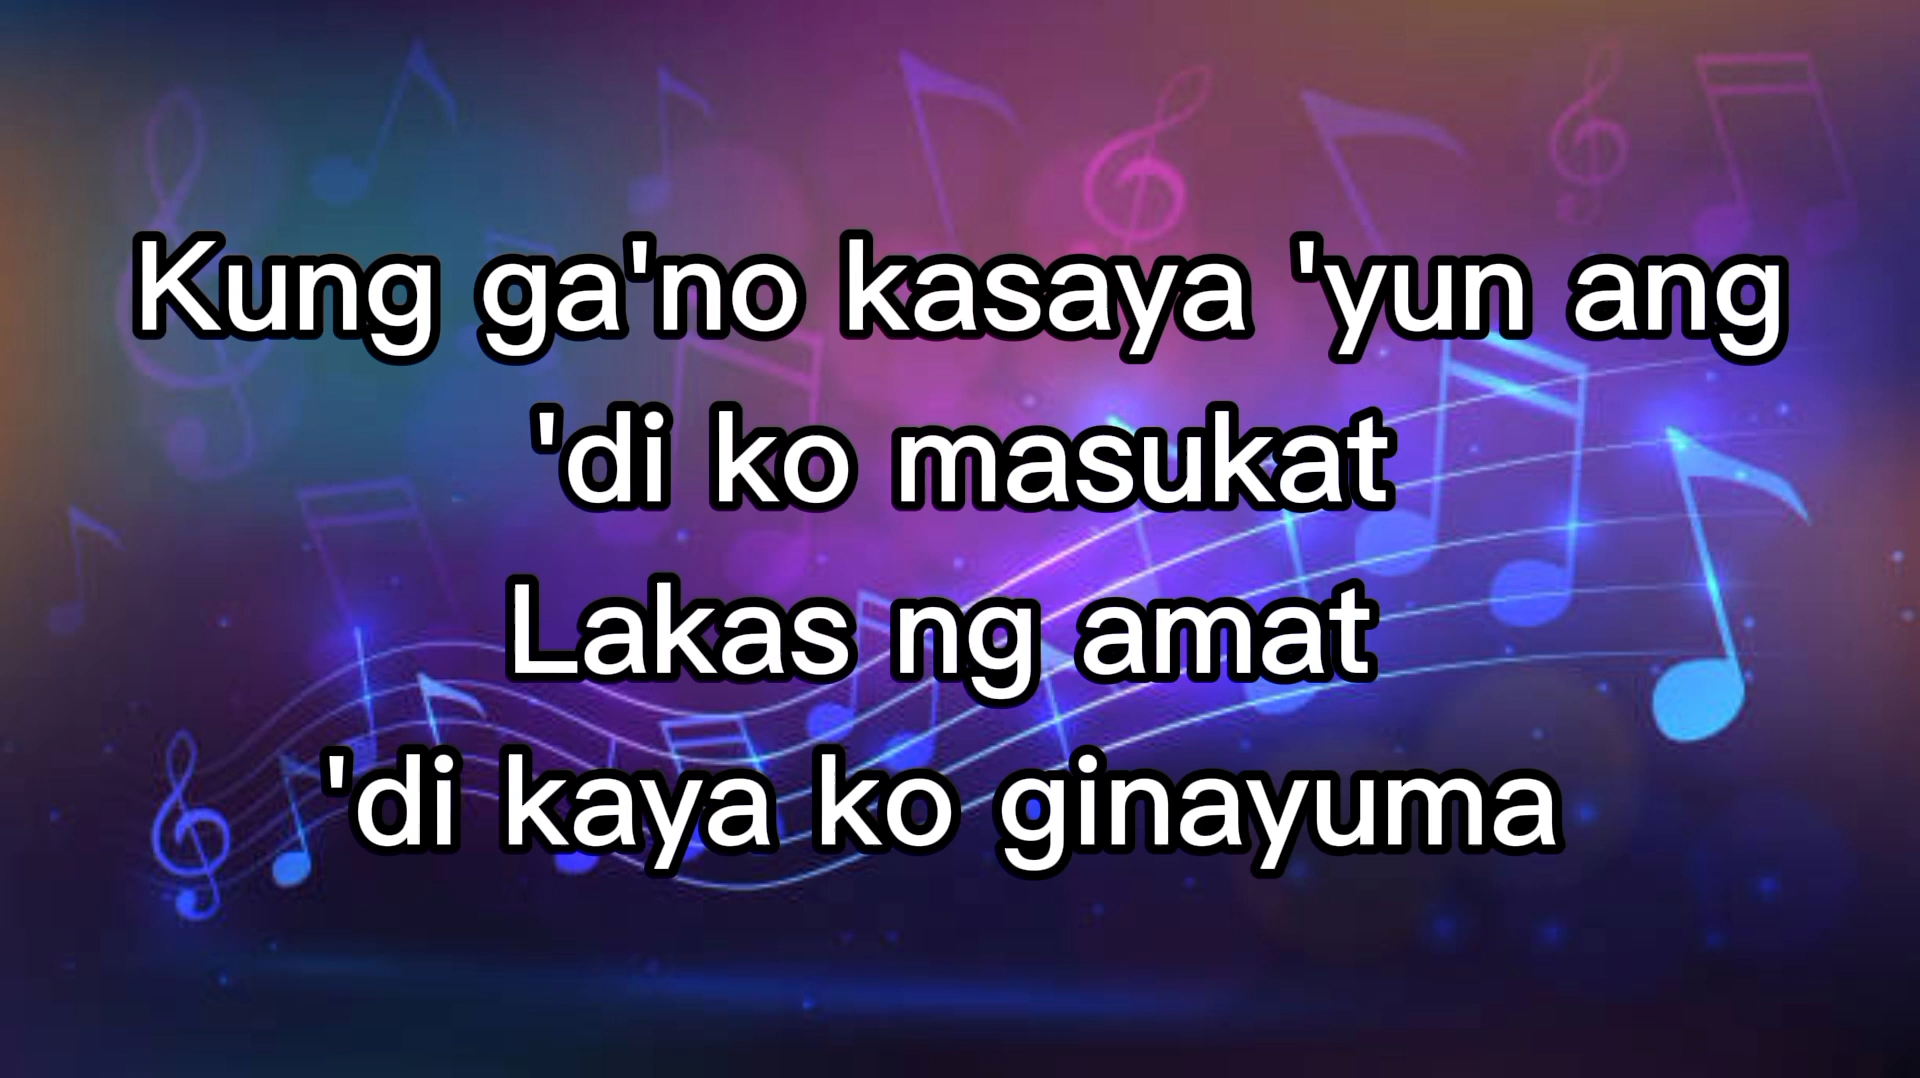 Kung ga'no kasaya 'yun ang
'di ko masukat
Lakas ng amat
'di kaya ko ginayuma